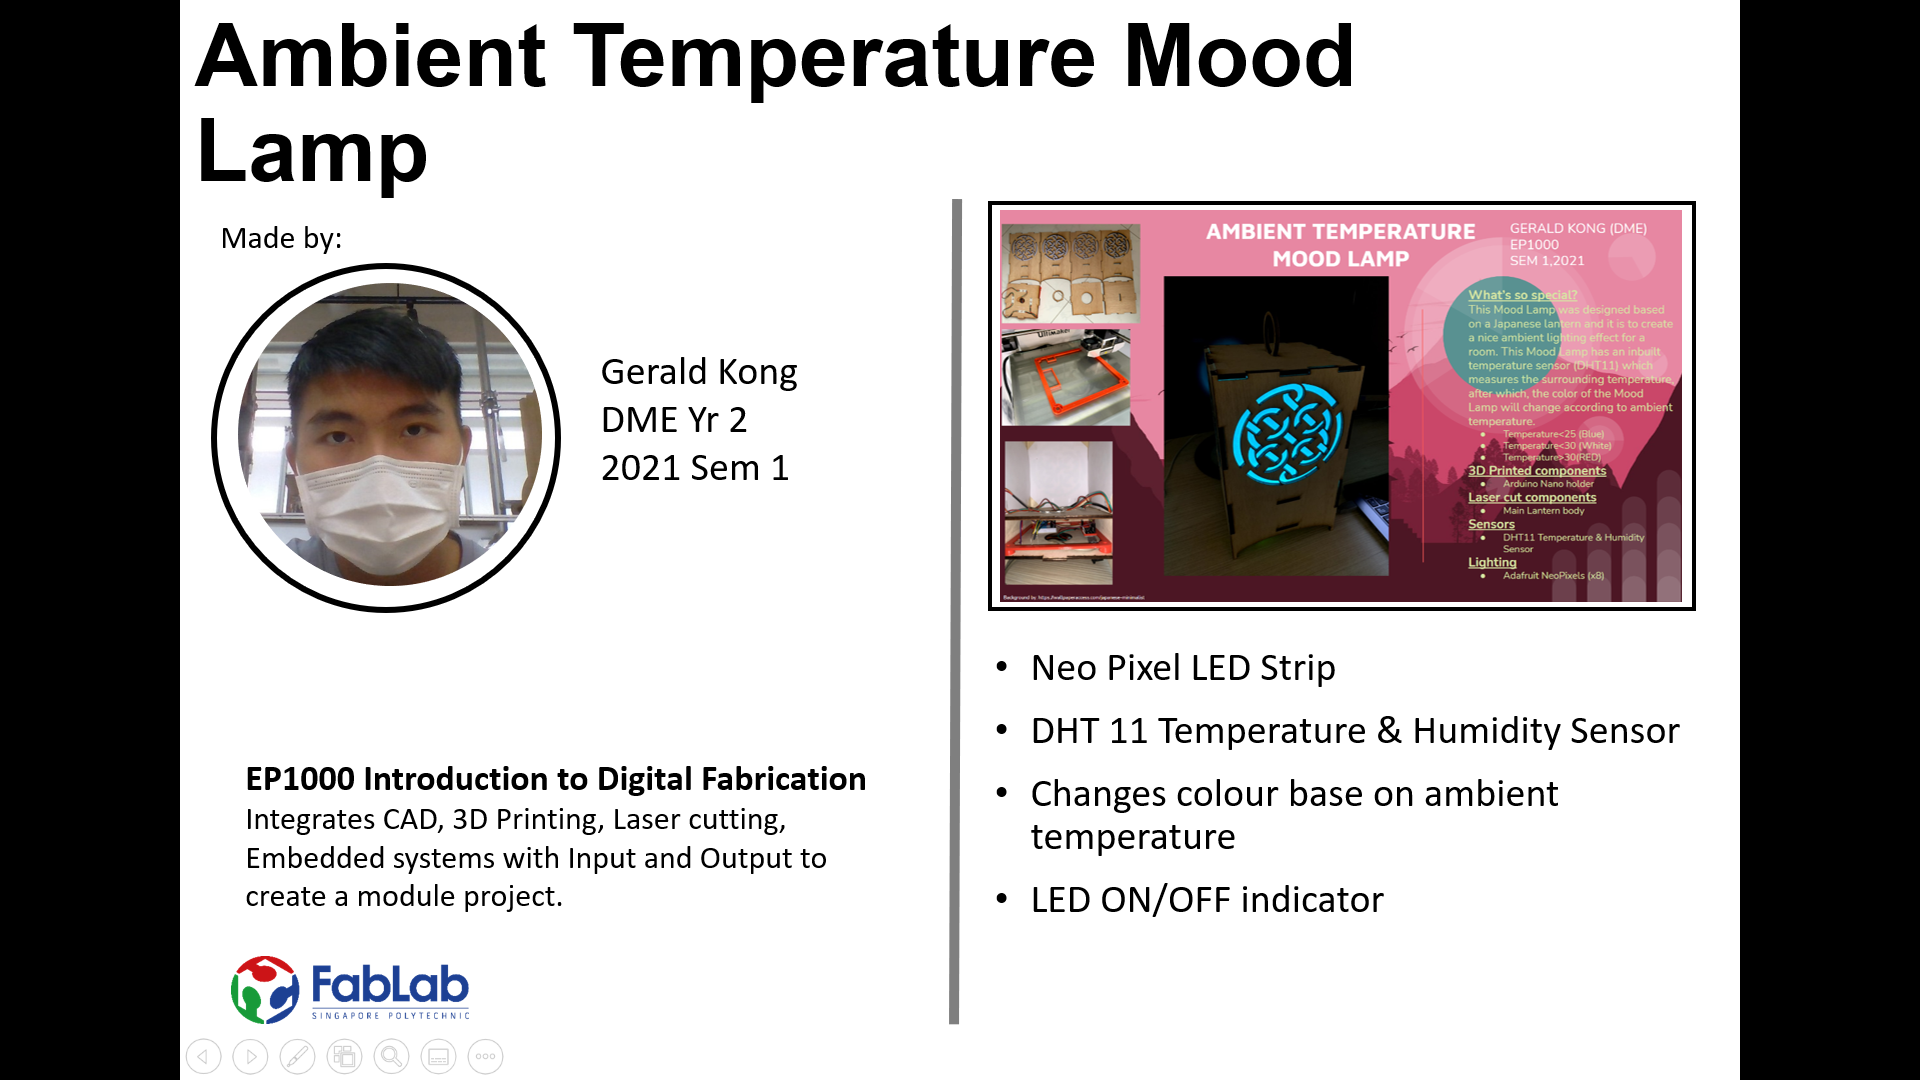 Ambient Temperature Mood
Lamp
Made by:
Gerald Kong
DME Yr 2
2021 Sem 1
EP1000 Introduction to Digital Fabrication
Integrates CAD, 3D Printing, Laser cutting,
Embedded systems with Input and Output to
create a module project.
FabLab
SINGAPORE POLYTECHNIC
AMBIENT TEMPERATURE
MOOD LAMP
GERALD KONG (DME)
EP1000
SEM 1,2021
Ultimaker
What's so special?
This Mood Lamp was designed based
on a Japanese lantern and it is to create
a nice ambient lighting effect for a
room. This Mood Lamp has an inbuilt
temperature sensor (DHT11) which
measures the surrounding temperature,
after which, the color of the Mood
Lamp will change according to ambient
temperature.
• Temperature<25 (Blue)
• Temperature<30 (White)
• Temperature>30(RED)
3D Printed components
• Arduino Nano holder
Laser cut components
• Main Lantern body
Sensors
• DHT11 Temperature & Humidity
Sensor
Lighting
• Adafruit NeoPixels (x8)
Background by: https://wallpaperaccess.com/japanese-minimalist
• Neo Pixel LED Strip
• DHT 11 Temperature & Humidity Sensor
• Changes colour base on ambient
temperature
• LED ON/OFF indicator